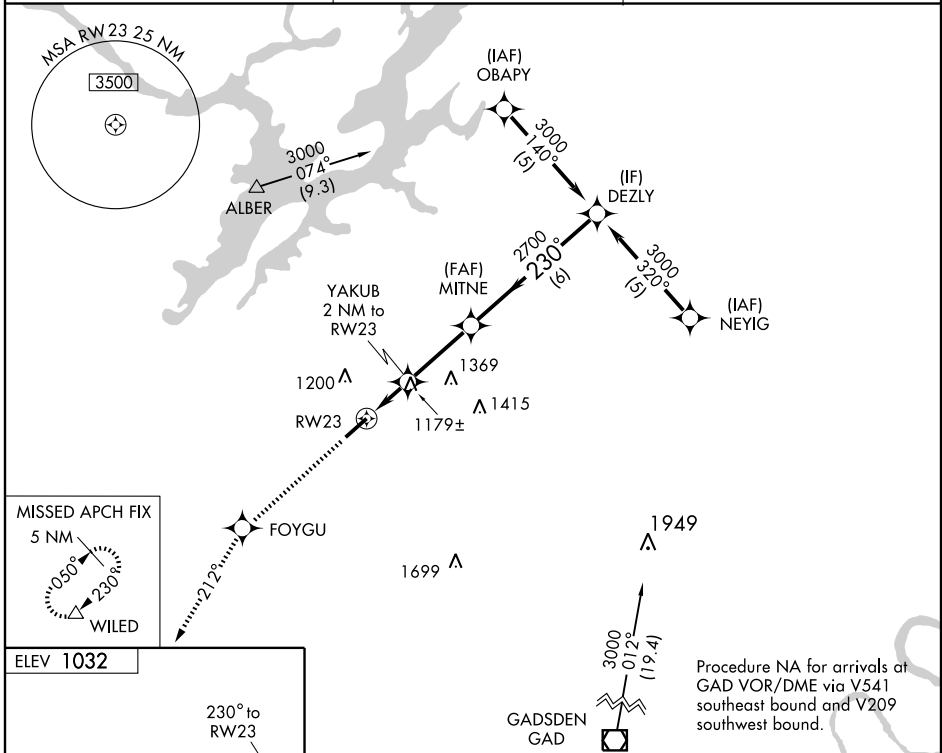 MSA RW23 25 NM
3500
(IAF)
OBAPY
3000
140°
(5)
3000
074°
(9.3)
ALBER
(IF)
DEZLY
2700
230°
(6)
3000
320°
(5)
(FAF)
MITNE
(IAF)
NEYIG
YAKUB
2 NM to
RW23
1200
1369
1415
RW23
1179±
MISSED APCH FIX
5 NM
050°
230°
WILED
FOYGU
212°
1949
1699
ELEV 1032
230° to
RW23
3000
012°
(19.4)
GADSDEN
GAD
Procedure NA for arrivals at
GAD VOR/DME via V541
southeast bound and V209
southwest bound.